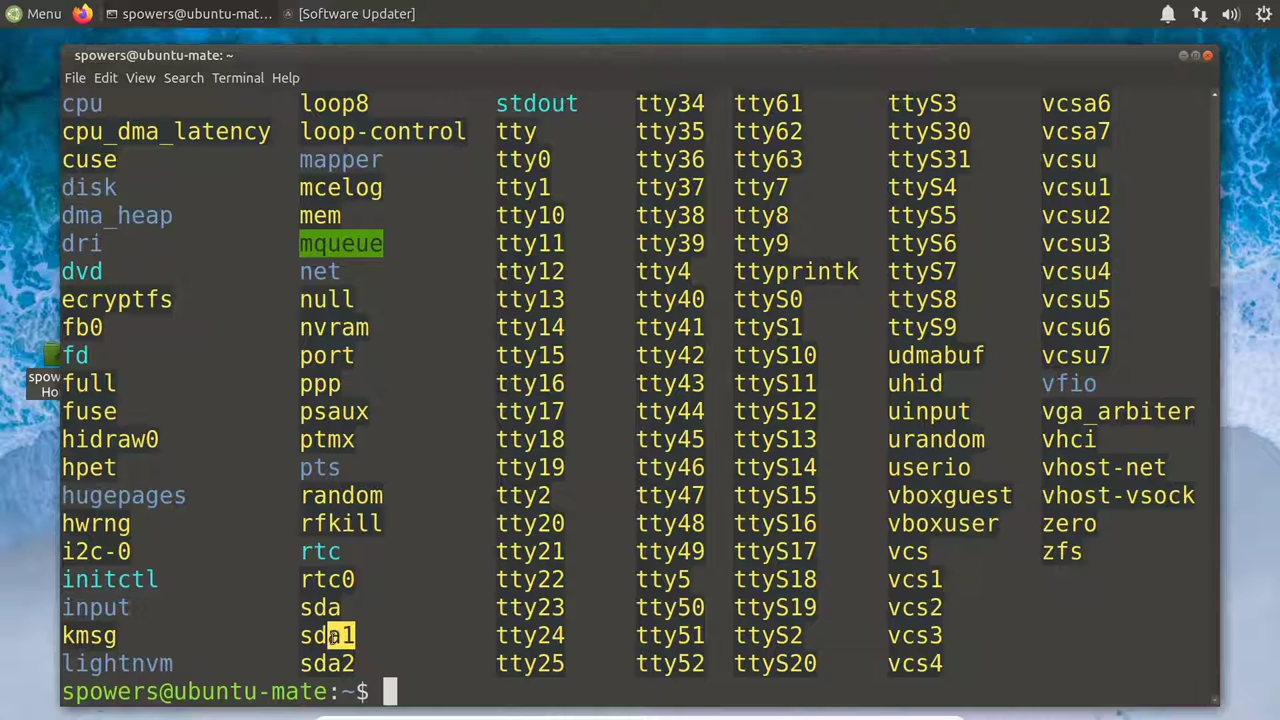 Menu spowers@ubuntu-mat... [Software Updater]
spowers@ubuntu-mate: ~
File Edit View Search Terminal Help
cpu loop8 stdout tty34 tty61 ttyS3 vcsa6
cpu_dma_latency loop-control tty tty35 tty62 ttyS30 vcsa7
cuse mapper tty0 tty36 tty63 ttyS31 vcsu
disk mcelog tty1 tty37 tty7 ttyS4 vcsu1
dma_heap mem tty10 tty38 tty8 ttyS5 vcsu2
dri mqueue tty11 tty39 tty9 ttyS6 vcsu3
dvd net tty12 tty4 ttyprintk ttyS7 vcsu4
ecryptfs null tty13 tty40 ttyS0 ttyS8 vcsu5
fb0 nvram tty14 tty41 ttyS1 ttyS9 vcsu6
fd port tty15 tty42 ttyS10 udmabuf vcsu7
spow
full ppp tty16 tty43 ttyS11 uhid vfio
Ho
fuse psaux tty17 tty44 ttyS12 uinput vga_arbiter
hidraw0 ptmx tty18 tty45 ttyS13 urandom vhci
hpet pts tty19 tty46 ttyS14 userio vhost-net
hugepages random tty2 tty47 ttyS15 vboxguest vhost-vsock
hwrng rfkill tty20 tty48 ttyS16 vboxuser zero
i2c-0 rtc tty21 tty49 ttyS17 vcs zfs
initctl rtc0 tty22 tty5 ttyS18 vcs1
input sda tty23 tty50 ttyS19 vcs2
kmsg sda1 tty24 tty51 ttyS2 vcs3
lightnvm sda2 tty25 tty52 ttyS20 vcs4
spowers@ubuntu-mate:~$